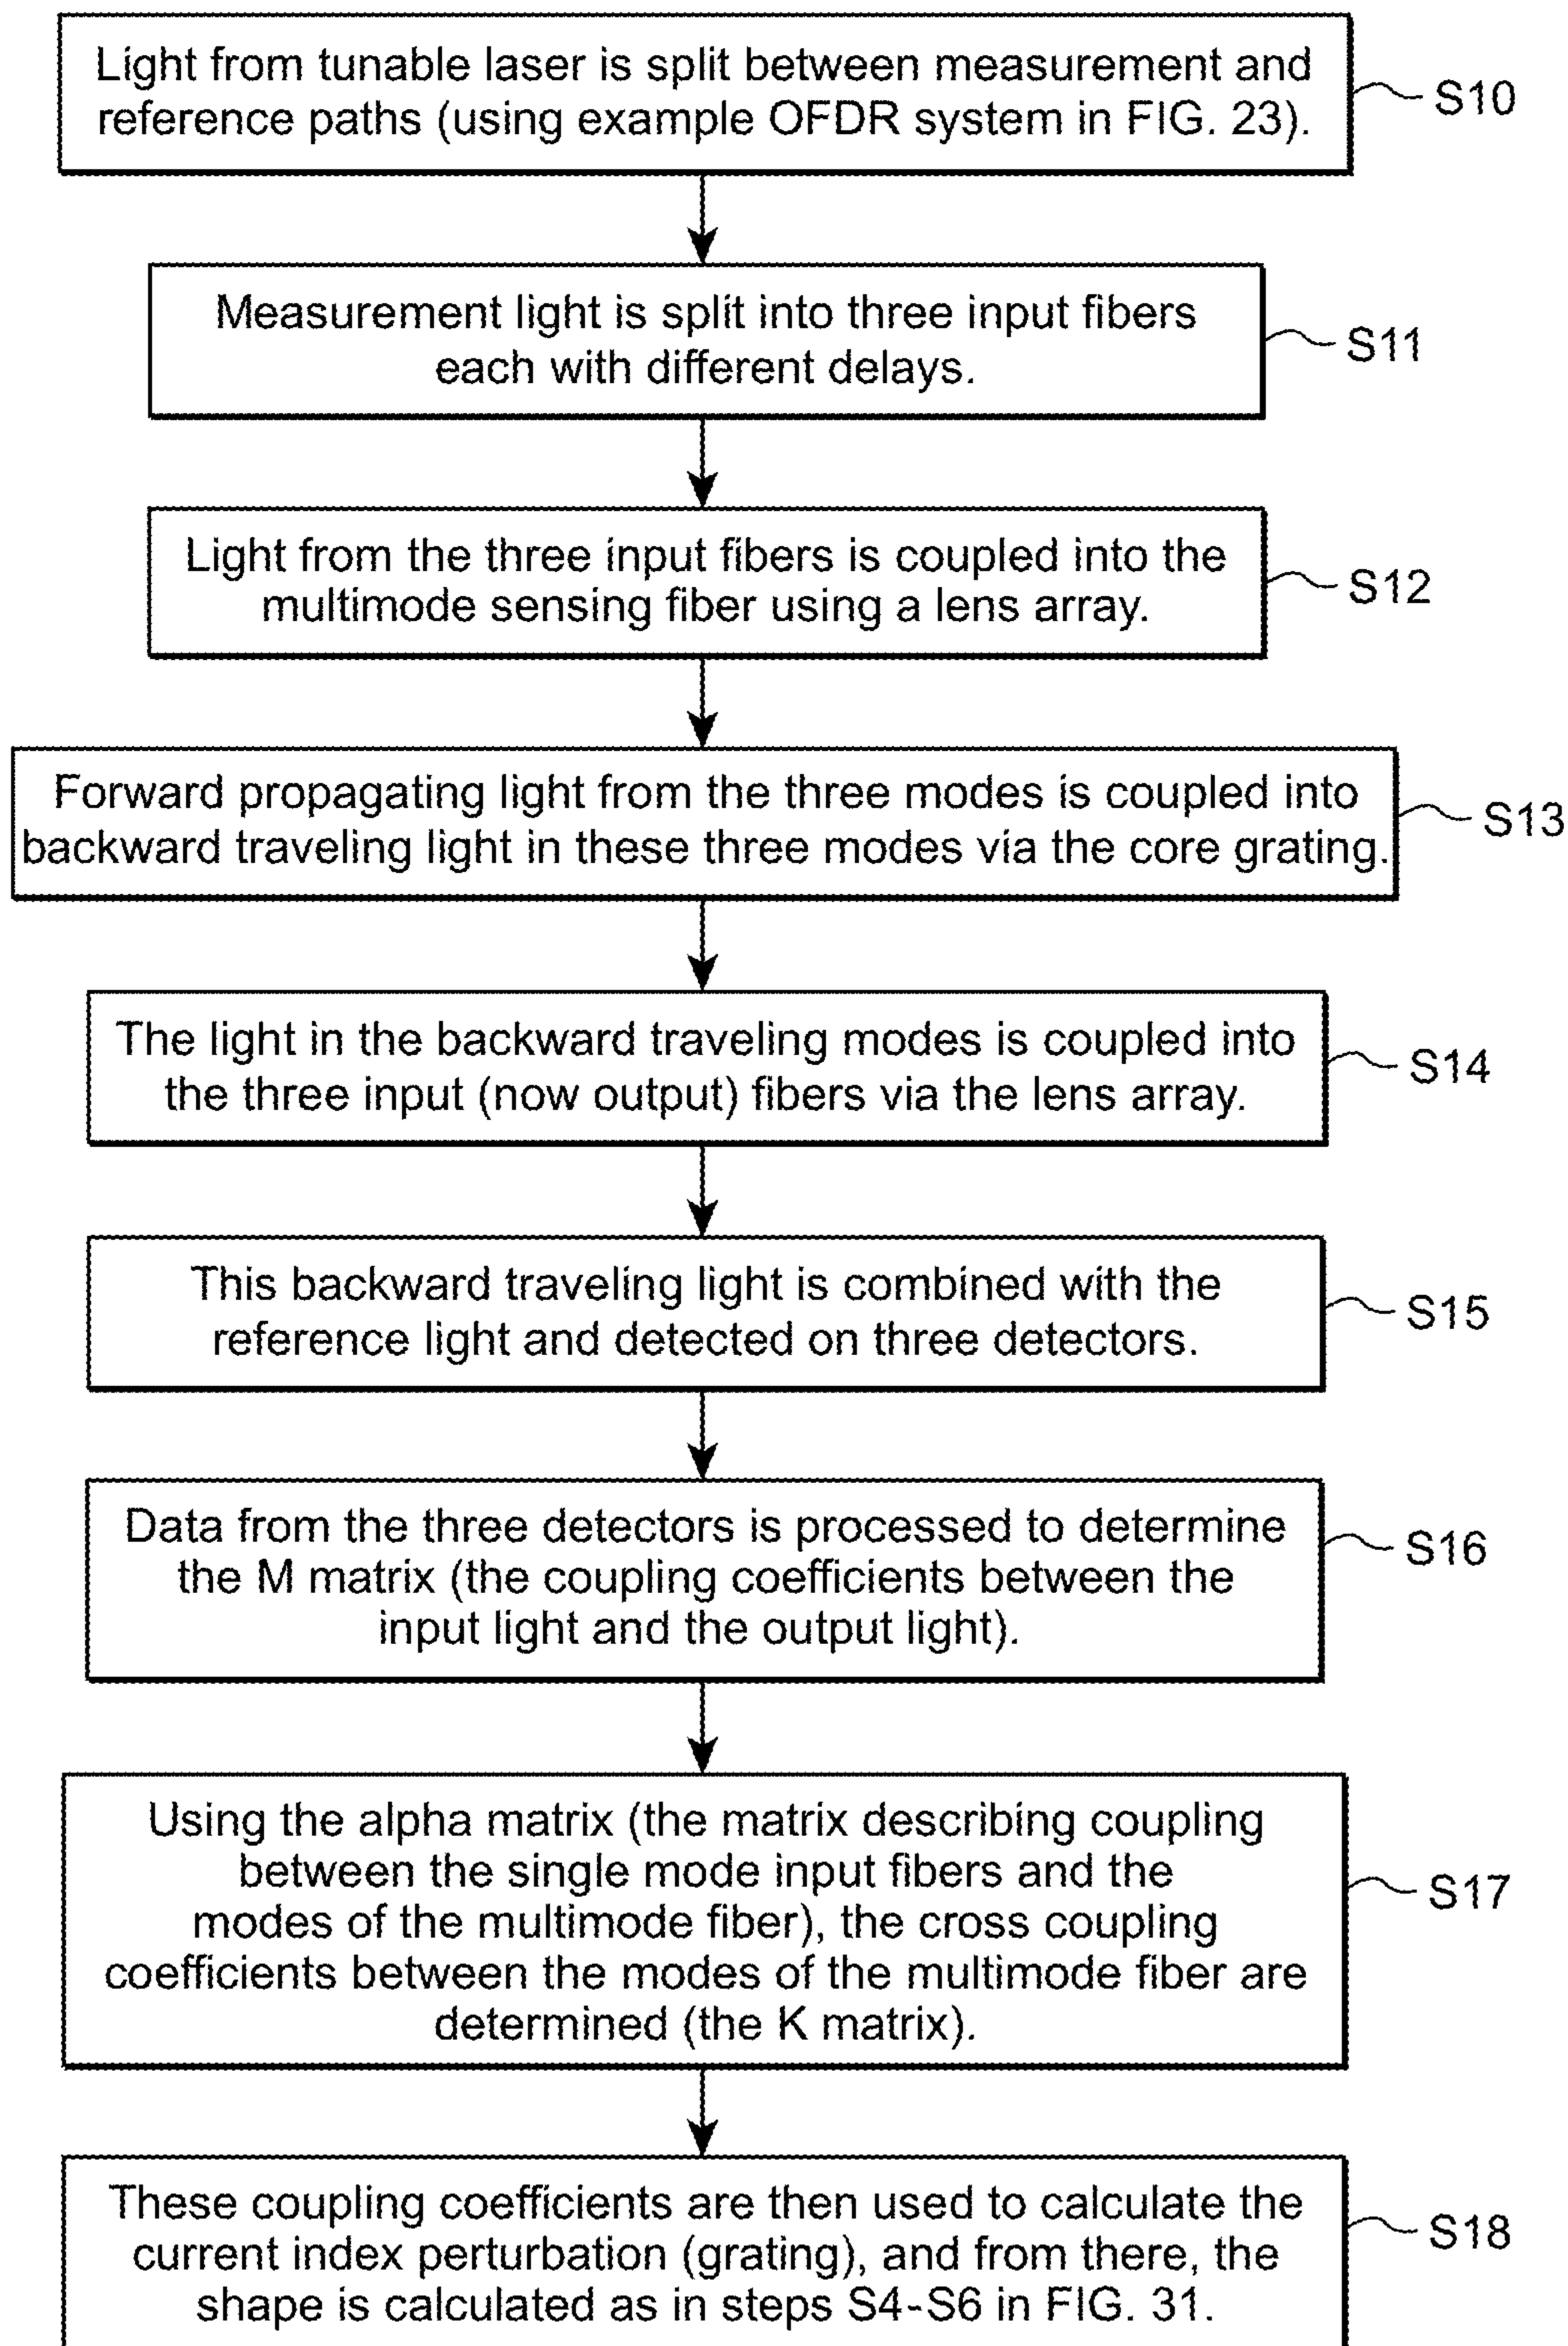 Light from tunable laser is split between measurement and
reference paths (using example OFDR system in FIG. 23).
S10
Measurement light is split into three input fibers
each with different delays.
S11
Light from the three input fibers is coupled into the
multimode sensing fiber using a lens array.
S12
Forward propagating light from the three modes is coupled into
backward traveling light in these three modes via the core grating.
S13
The light in the backward traveling modes is coupled into
the three input (now output) fibers via the lens array.
S14
This backward traveling light is combined with the
reference light and detected on three detectors.
S15
Data from the three detectors is processed to determine
the M matrix (the coupling coefficients between the
input light and the output light).
S16
Using the alpha matrix (the matrix describing coupling
between the single mode input fibers and the
modes of the multimode fiber), the cross coupling
coefficients between the modes of the multimode fiber are
determined (the K matrix).
S17
These coupling coefficients are then used to calculate the
current index perturbation (grating), and from there, the
shape is calculated as in steps S4-S6 in FIG. 31.
S18